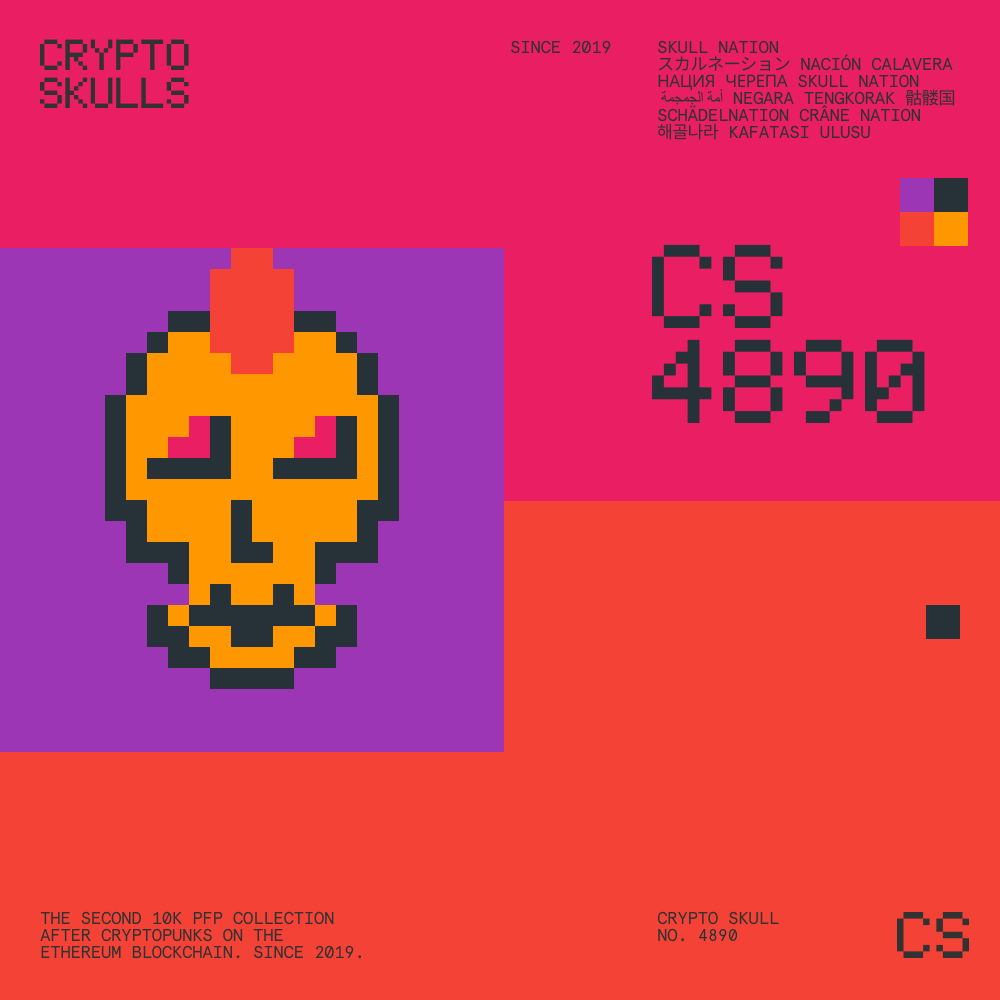 CRYPTO
SKULLS
SINCE 2019
SKULL NATION
スカルネーション NACIÓN CALAVERA
НАЦИЯ ЧЕРЕПА SKULL NATION
أمة الجمجمة NEGARA TENGKORAK 骷髅国
SCHÄDELNATION CRÂNE NATION
해골나라 KAFATASI ULUSU
CS
4890
THE SECOND 10K PFP COLLECTION
AFTER CRYPTOPUNKS ON THE
ETHEREUM BLOCKCHAIN. SINCE 2019.
CRYPTO SKULL
NO. 4890
CS